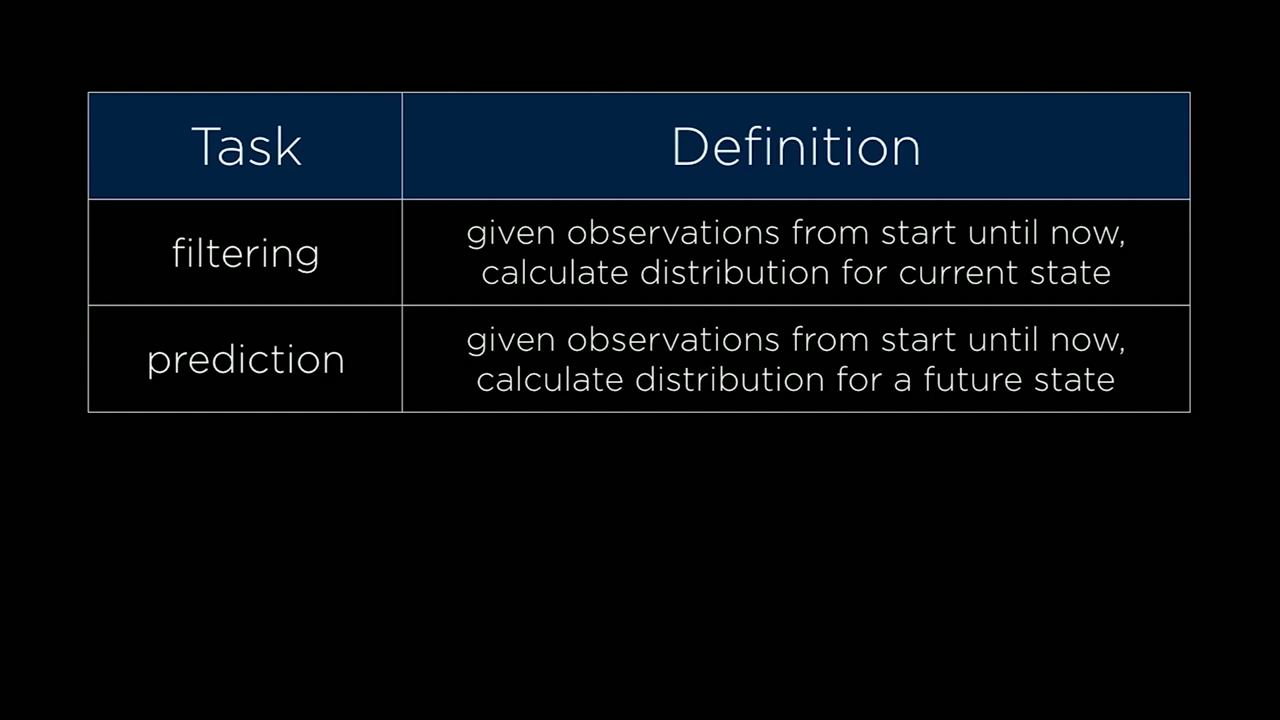 Task
Definition
filtering
given observations from start until now,
calculate distribution for current state
prediction
given observations from start until now,
calculate distribution for a future state